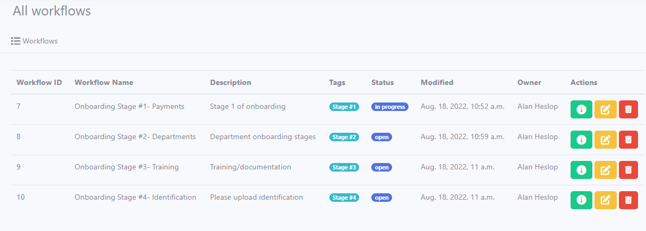 All workflows
Workflows
Workflow ID Workflow Name Description Tags Status Modified Owner Actions
7 Onboarding Stage #1- Payments Stage 1 of onboarding Stage #1 in progress Aug. 18, 2022, 10:52 a.m. Alan Heslop
8 Onboarding Stage #2- Departments Department onboarding stages Stage #2 open Aug. 18, 2022, 10:59 a.m. Alan Heslop
9 Onboarding Stage #3- Training Training/documentation Stage #3 open Aug. 18, 2022, 11 a.m. Alan Heslop
10 Onboarding Stage #4- Identification Please upload identification Stage #4 open Aug. 18, 2022, 11 a.m. Alan Heslop